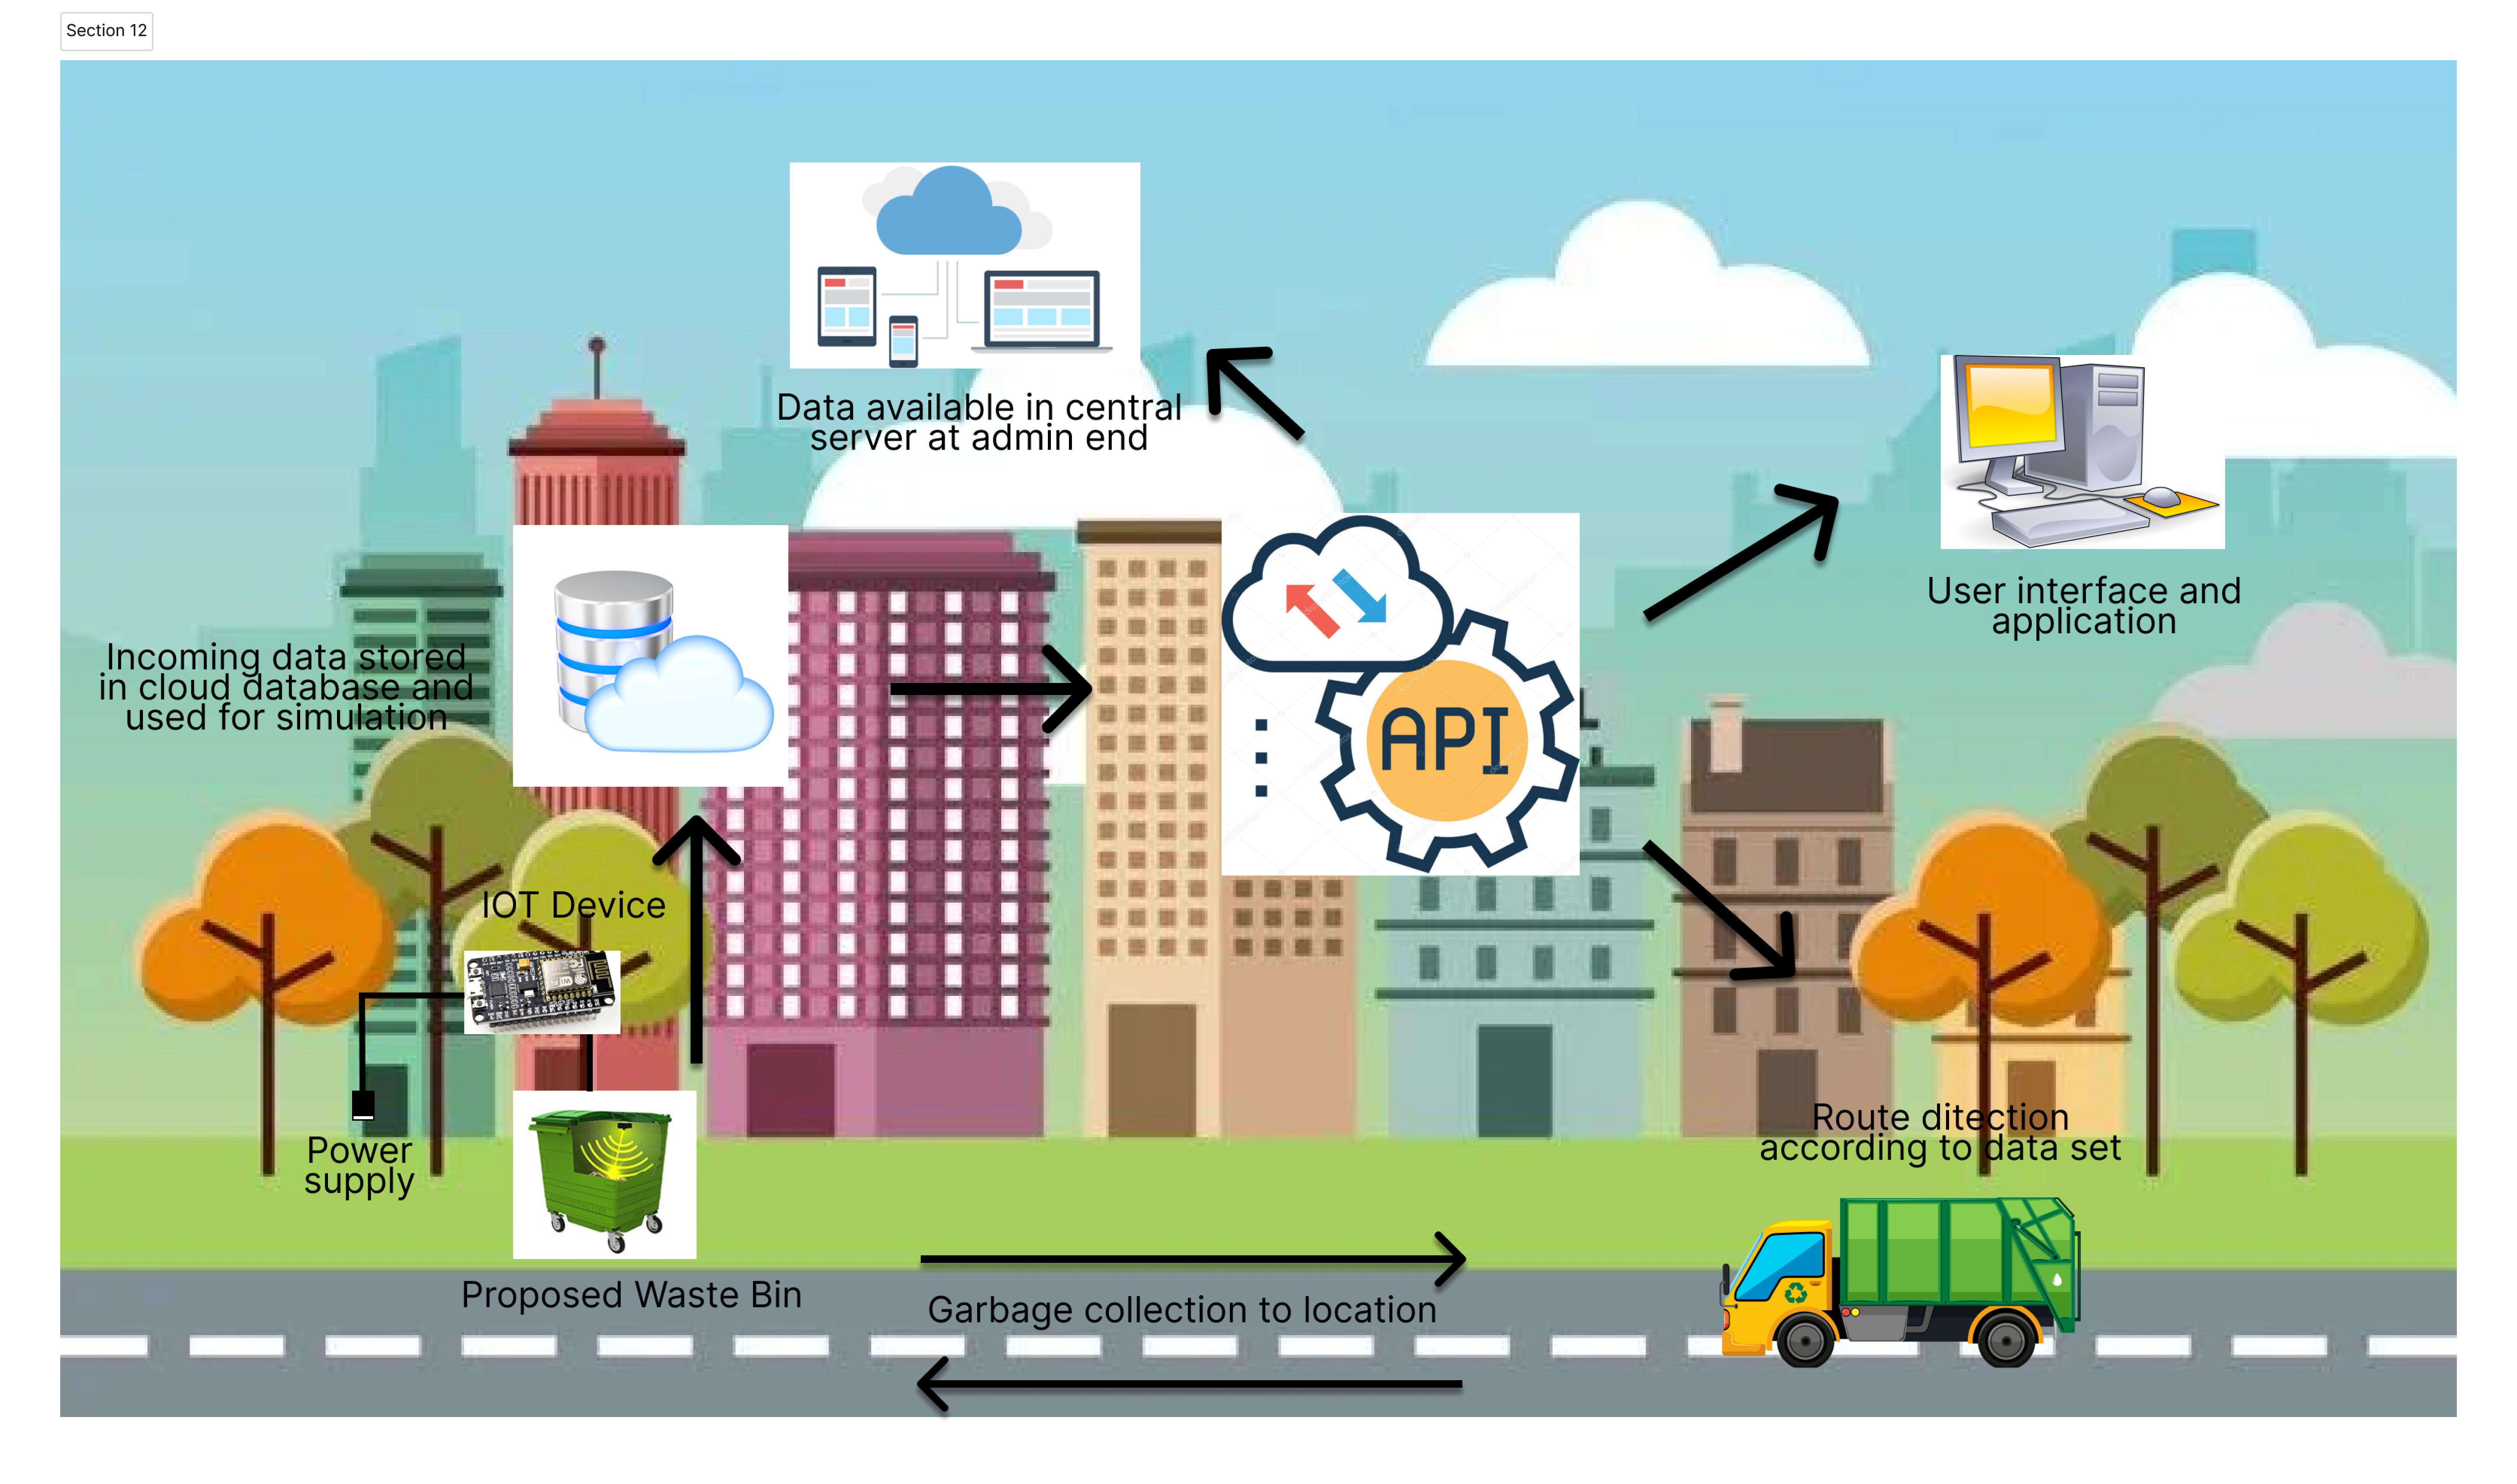 Section 12
Data available in central
server at admin end
User interface and
application
Incoming data stored
in cloud database and
used for simulation
API
IOT Device
Power
supply
Route ditection
according to data set
Proposed Waste Bin
Garbage collection to location